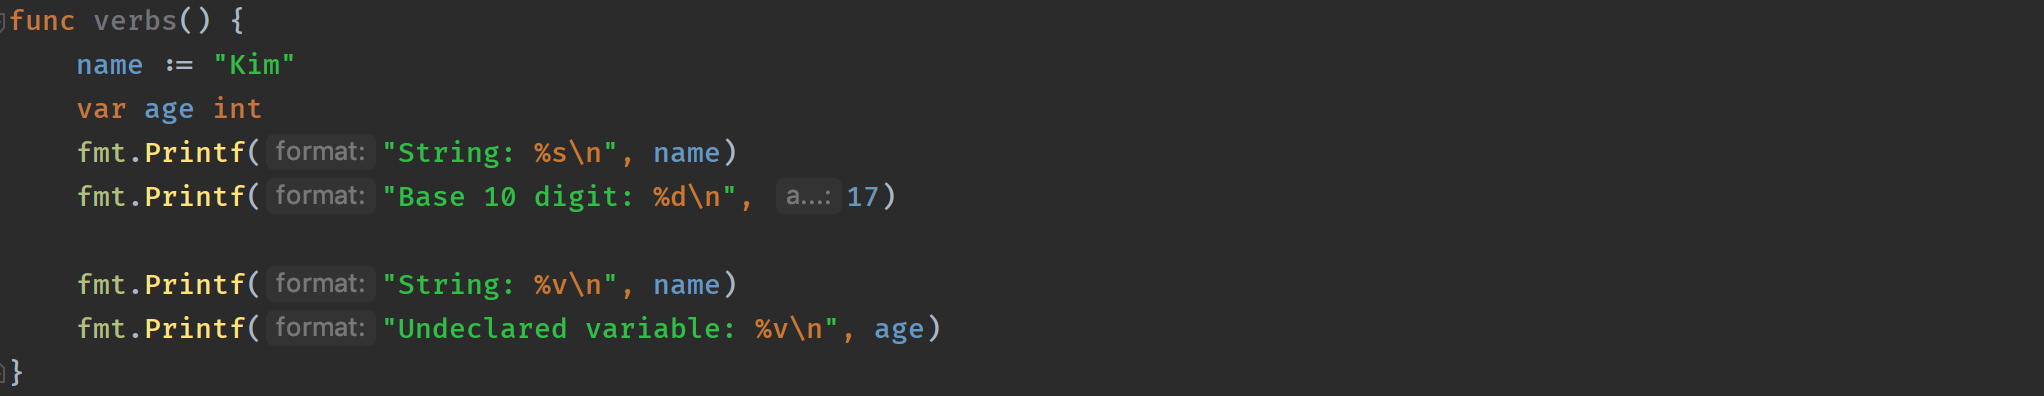 func verbs() {
    name := "Kim"
    var age int
    fmt.Printf( format: "String: %s\n", name)
    fmt.Printf( format: "Base 10 digit: %d\n", a...: 17)

    fmt.Printf( format: "String: %v\n", name)
    fmt.Printf( format: "Undeclared variable: %v\n", age)
}